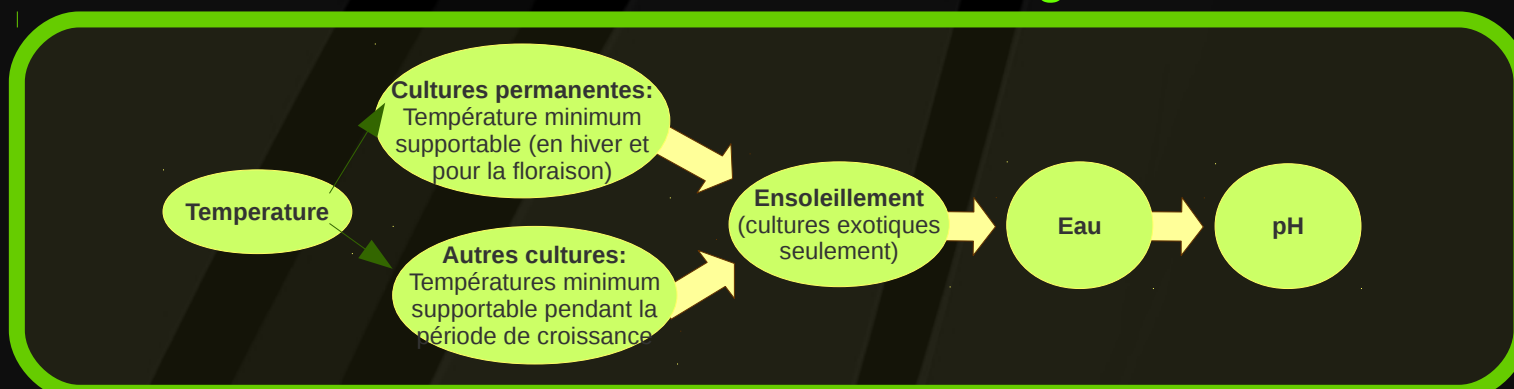 Temperature
Cultures permanentes:
Température minimum
supportable (en hiver et
pour la floraison)
Autres cultures:
Températures minimum
supportable pendant la
période de croissance
Ensoleillement
(cultures exotiques
seulement)
Eau
pH